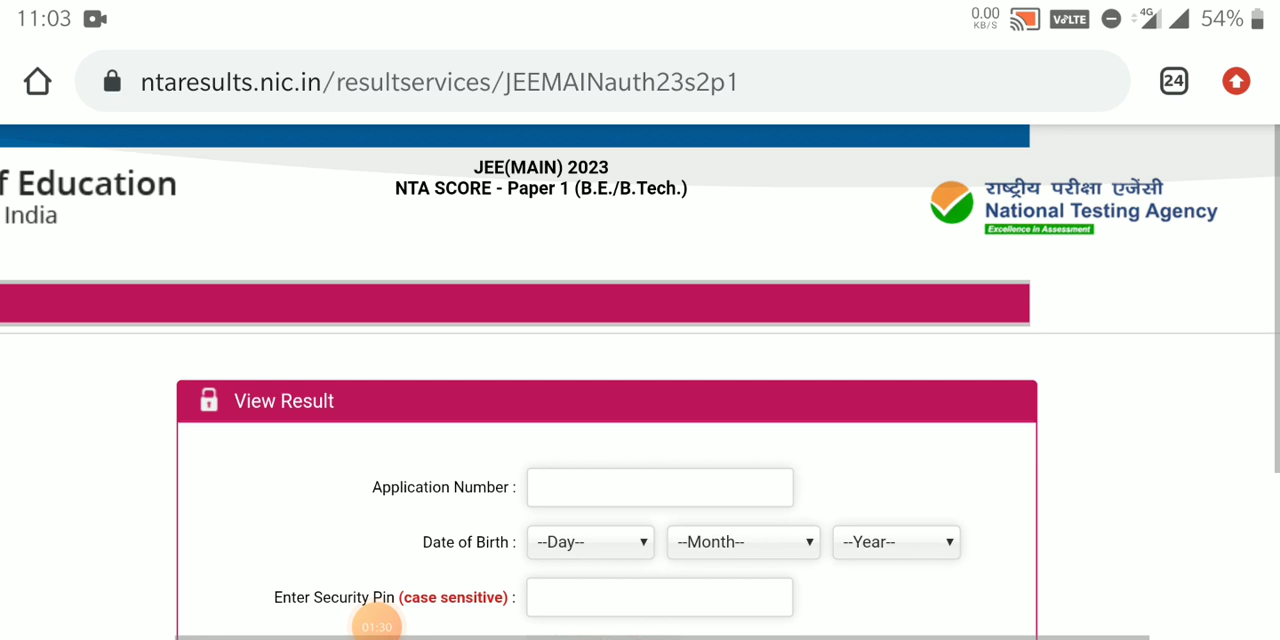 11:03 0.00 KB/S VoLTE 4G 54%
ntaresults.nic.in/resultservices/JEEMAINauth23s2p1 24
f Education
India
JEE(MAIN) 2023
NTA SCORE - Paper 1 (B.E./B.Tech.)
राष्ट्रीय परीक्षा एजेंसी
National Testing Agency
Excellence in Assessment
View Result
Application Number :
Date of Birth : --Day-- --Month-- --Year--
Enter Security Pin (case sensitive) :
01:30